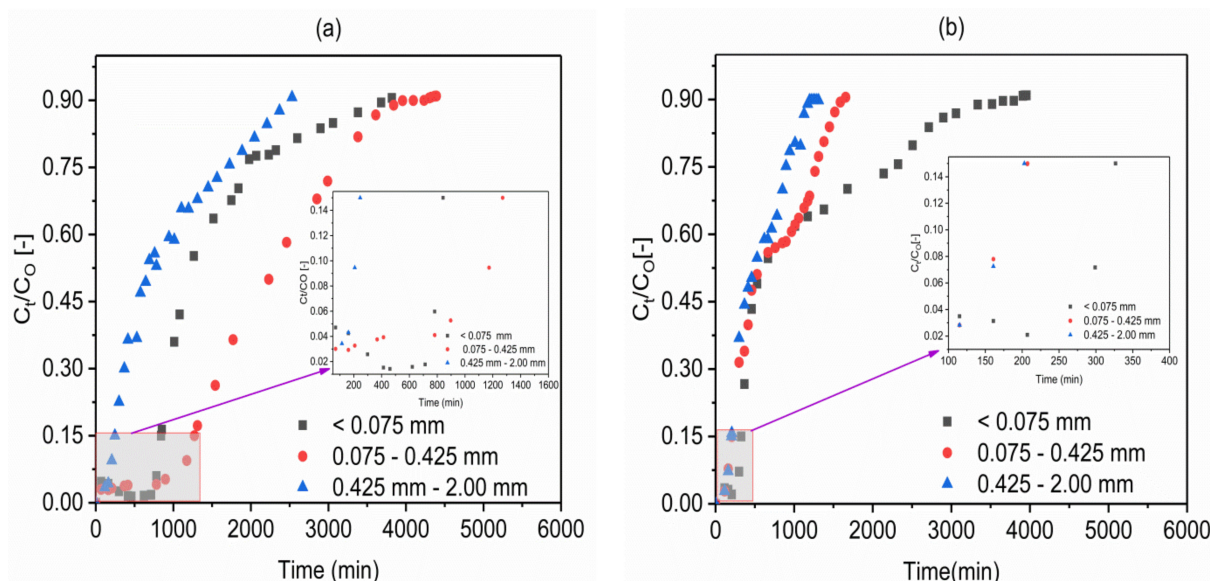 (a)
Cₜ/C_O [-]
0.90
0.75
0.60
0.45
0.30
0.15
0.00
0 1000 2000 3000 4000 5000 6000
Time (min)
Ct/CO [-]
0.14
0.12
0.10
0.08
0.06
0.04
0.02
0 200 400 600 800 1000 1200 1400 1600
Time (min)
< 0.075 mm
0.075 - 0.425 mm
0.425 mm - 2.00 mm
< 0.075 mm
0.075 - 0.425 mm
0.425 mm - 2.00 mm
(b)
Cₜ/C_O[-]
0.90
0.75
0.60
0.45
0.30
0.15
0.00
0 1000 2000 3000 4000 5000 6000
Time(min)
Cₜ/C_O[-]
0.14
0.12
0.10
0.08
0.06
0.04
0.02
100 150 200 250 300 350 400
Time (min)
< 0.075 mm
0.075 - 0.425 mm
0.425 - 2.00 mm
< 0.075 mm
0.075 - 0.425 mm
0.425 - 2.00 mm